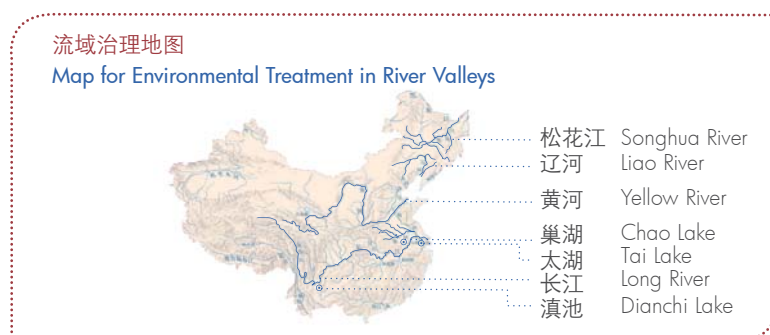 流域治理地图
Map for Environmental Treatment in River Valleys
松花江 Songhua River
辽河 Liao River
黄河 Yellow River
巢湖 Chao Lake
太湖 Tai Lake
长江 Long River
滇池 Dianchi Lake